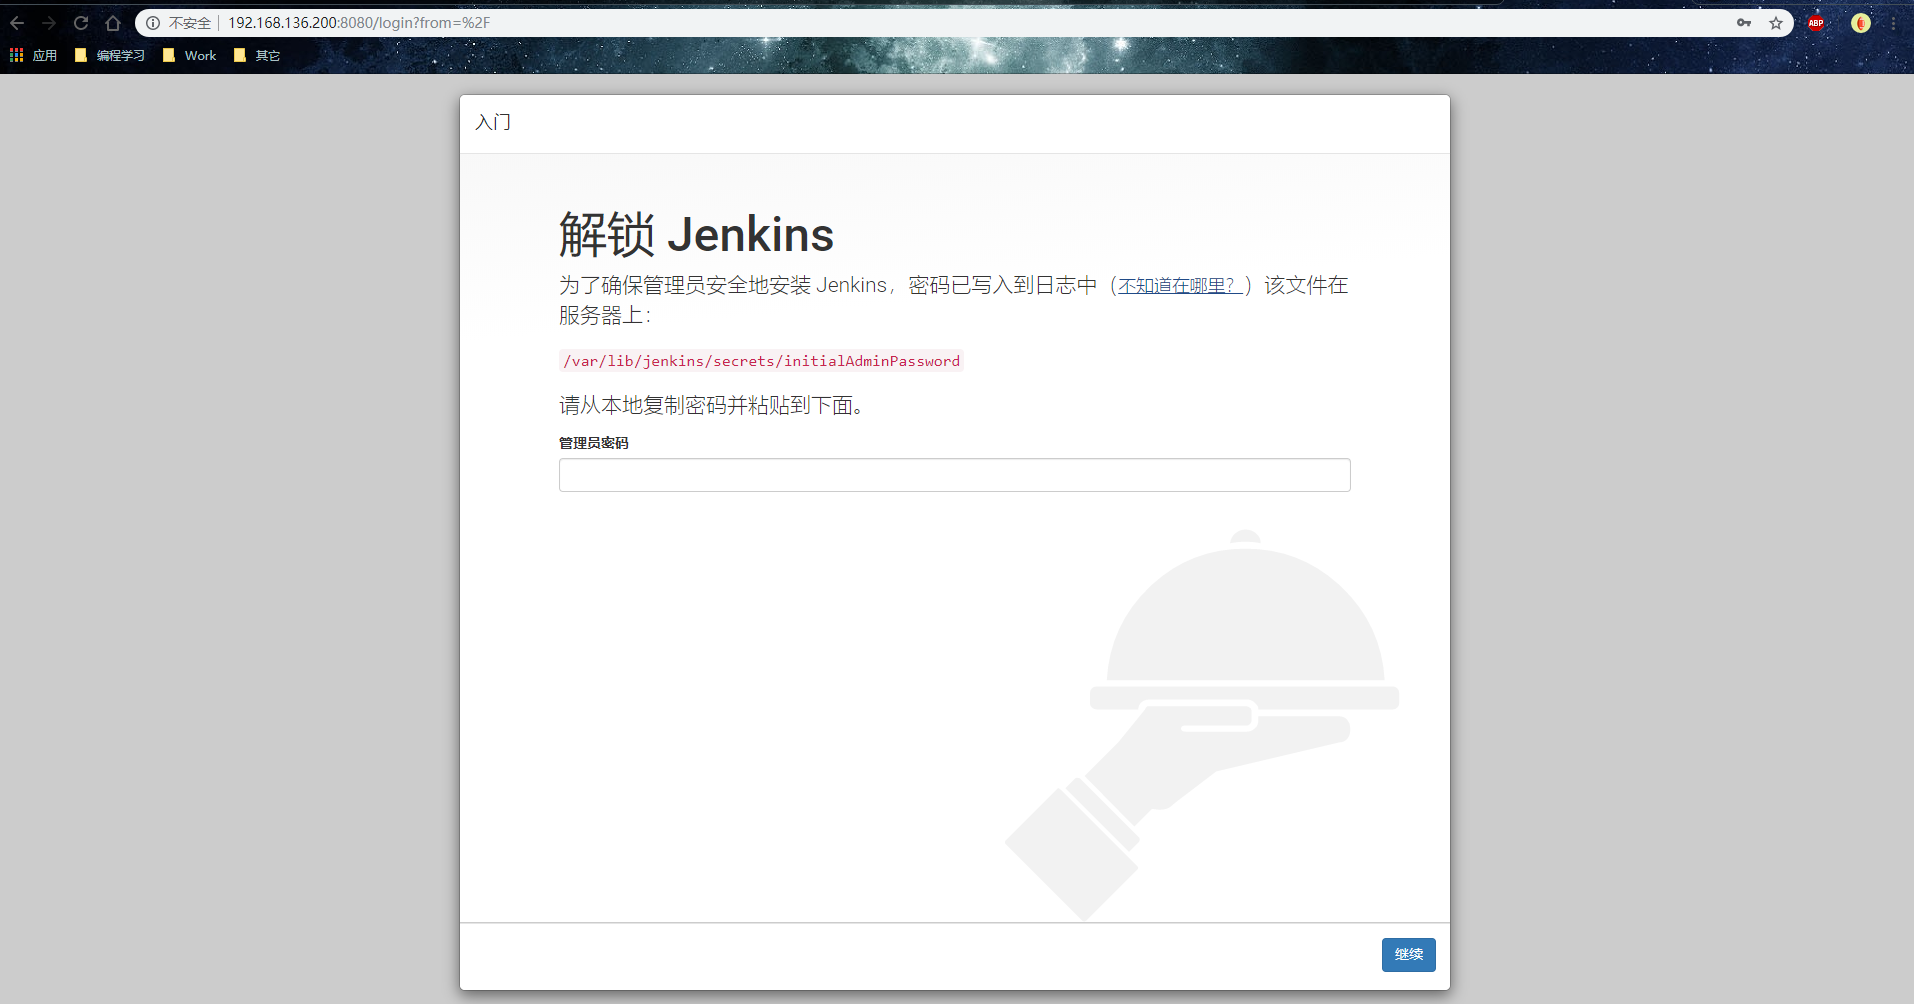 不安全 192.168.136.200:8080/login?from=%2F
ABP
应用 编程学习 Work 其它
入门
解锁 Jenkins
为了确保管理员安全地安装 Jenkins，密码已写入到日志中（不知道在哪里？）该文件在
服务器上：
/var/lib/jenkins/secrets/initialAdminPassword
请从本地复制密码并粘贴到下面。
管理员密码
继续